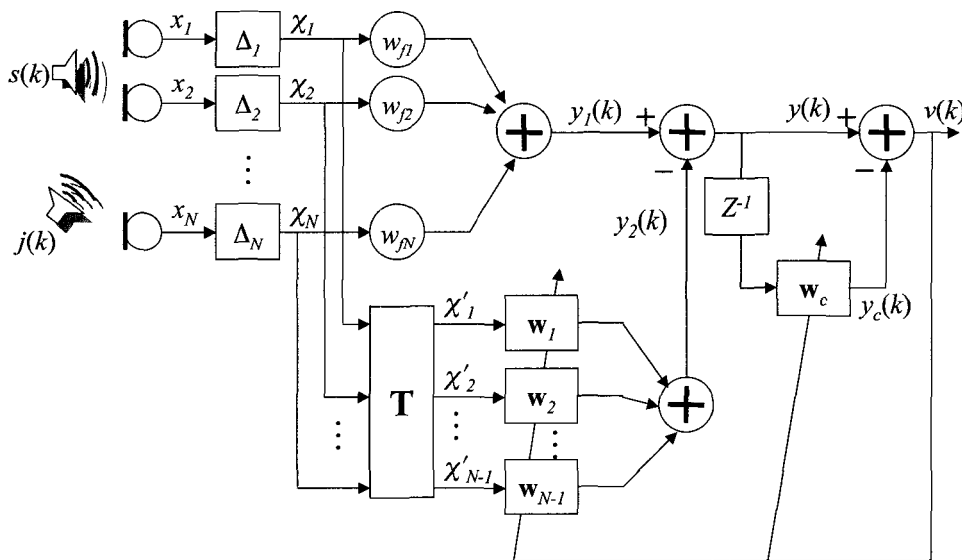 x1 Δ1 χ1 wf1
s(k)
x2 Δ2 χ2 wf2
y1(k) + + − y(k) + + − v(k)
...
xN ΔN χN wfN
j(k)
y2(k)
Z-1
wc
yc(k)
T
χ'1 w1
χ'2 w2
+
...
χ'N-1 wN-1